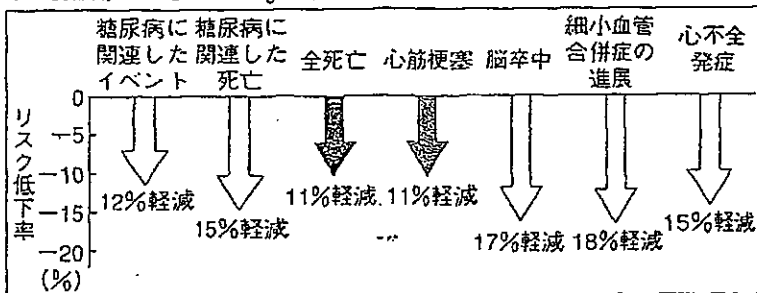 糖尿病に
関連した
イベント
糖尿病に
関連した
死亡
全死亡
心筋梗塞
脳卒中
細小血管
合併症の
進展
心不全
発症
リスク低下率
0
−5
−10
−15
−20
(%)
12%軽減
15%軽減
11%軽減
11%軽減
17%軽減
18%軽減
15%軽減